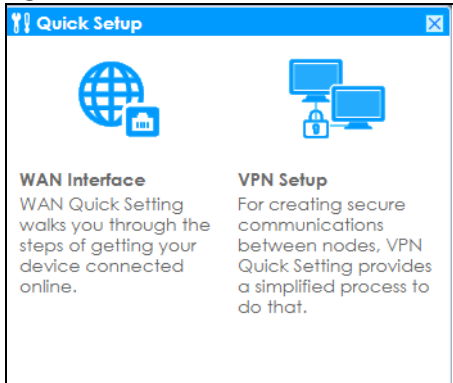 Quick Setup
WAN Interface
WAN Quick Setting
walks you through the
steps of getting your
device connected
online.
VPN Setup
For creating secure
communications
between nodes, VPN
Quick Setting provides
a simplified process to
do that.